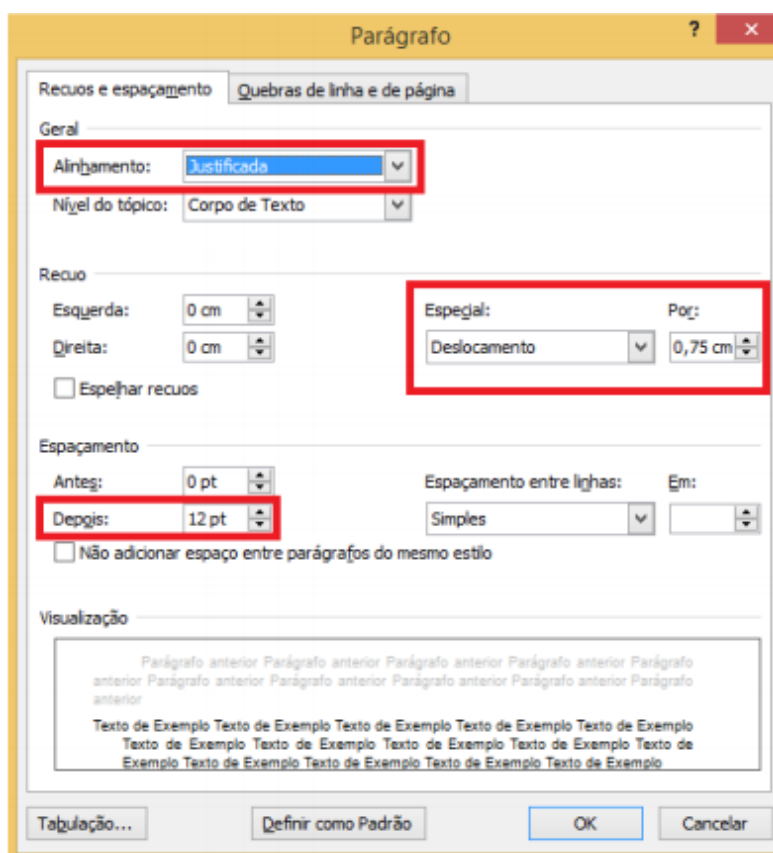 Parágrafo
? ×
Recuos e espaçamento Quebras de linha e de página
Geral
Alinhamento: Justificada
Nível do tópico: Corpo de Texto
Recuo
Esquerda: 0 cm Especial: Por:
Direita: 0 cm Deslocamento 0,75 cm
Espelhar recuos
Espaçamento
Antes: 0 pt Espaçamento entre linhas: Em:
Depois: 12 pt Simples
Não adicionar espaço entre parágrafos do mesmo estilo
Visualização
Parágrafo anterior Parágrafo anterior Parágrafo anterior Parágrafo anterior Parágrafo
anterior Parágrafo anterior Parágrafo anterior Parágrafo anterior Parágrafo anterior Parágrafo
anterior
Texto de Exemplo Texto de Exemplo Texto de Exemplo Texto de Exemplo Texto de Exemplo
Texto de Exemplo Texto de Exemplo Texto de Exemplo Texto de Exemplo Texto de
Exemplo Texto de Exemplo Texto de Exemplo Texto de Exemplo Texto de Exemplo
Tabulação... Definir como Padrão OK Cancelar